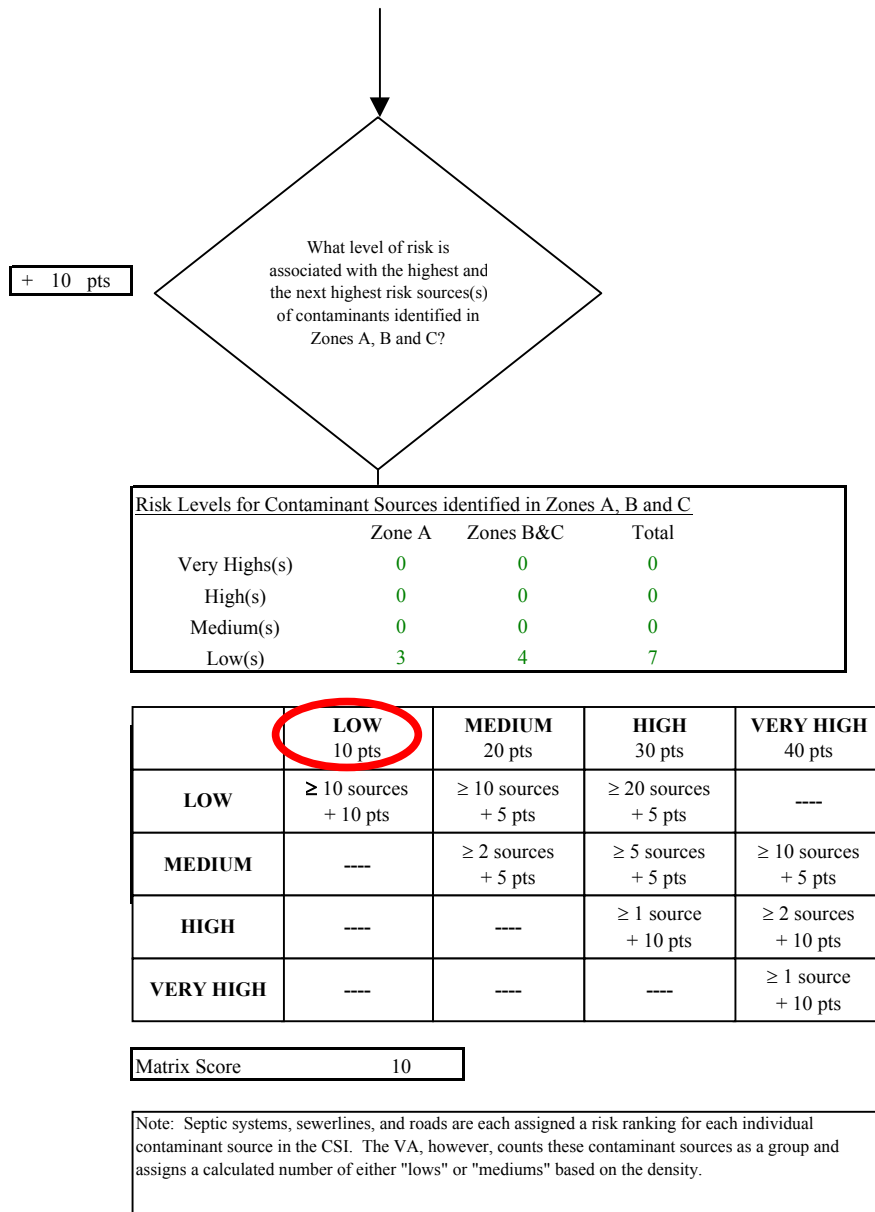 What level of risk is
associated with the highest and
the next highest risk sources(s)
of contaminants identified in
Zones A, B and C?
+ 10 pts
Risk Levels for Contaminant Sources identified in Zones A, B and C
Zone A Zones B&C Total
Very Highs(s) 0 0 0
High(s) 0 0 0
Medium(s) 0 0 0
Low(s) 3 4 7
LOW MEDIUM HIGH VERY HIGH
10 pts 20 pts 30 pts 40 pts
LOW ≥ 10 sources ≥ 10 sources ≥ 20 sources ----
+ 10 pts + 5 pts + 5 pts
MEDIUM ---- ≥ 2 sources ≥ 5 sources ≥ 10 sources
+ 5 pts + 5 pts + 5 pts
HIGH ---- ---- ≥ 1 source ≥ 2 sources
+ 10 pts + 10 pts
VERY HIGH ---- ---- ---- ≥ 1 source
+ 10 pts
Matrix Score 10
Note: Septic systems, sewerlines, and roads are each assigned a risk ranking for each individual
contaminant source in the CSI. The VA, however, counts these contaminant sources as a group and
assigns a calculated number of either "lows" or "mediums" based on the density.